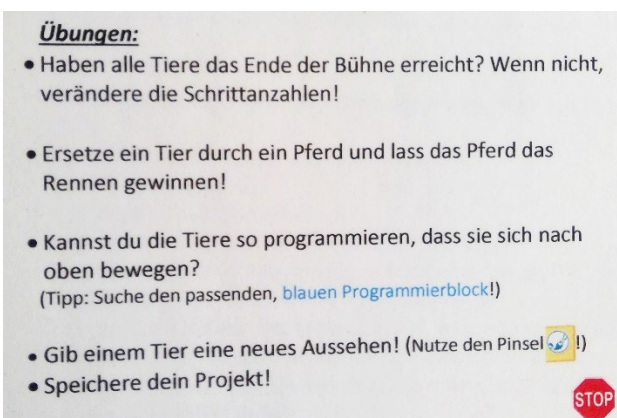 Übungen:
• Haben alle Tiere das Ende der Bühne erreicht? Wenn nicht,
verändere die Schrittanzahlen!
• Ersetze ein Tier durch ein Pferd und lass das Pferd das
Rennen gewinnen!
• Kannst du die Tiere so programmieren, dass sie sich nach
oben bewegen?
(Tipp: Suche den passenden, blauen Programmierblock!)
• Gib einem Tier eine neues Aussehen! (Nutze den Pinsel !)
• Speichere dein Projekt!
STOP